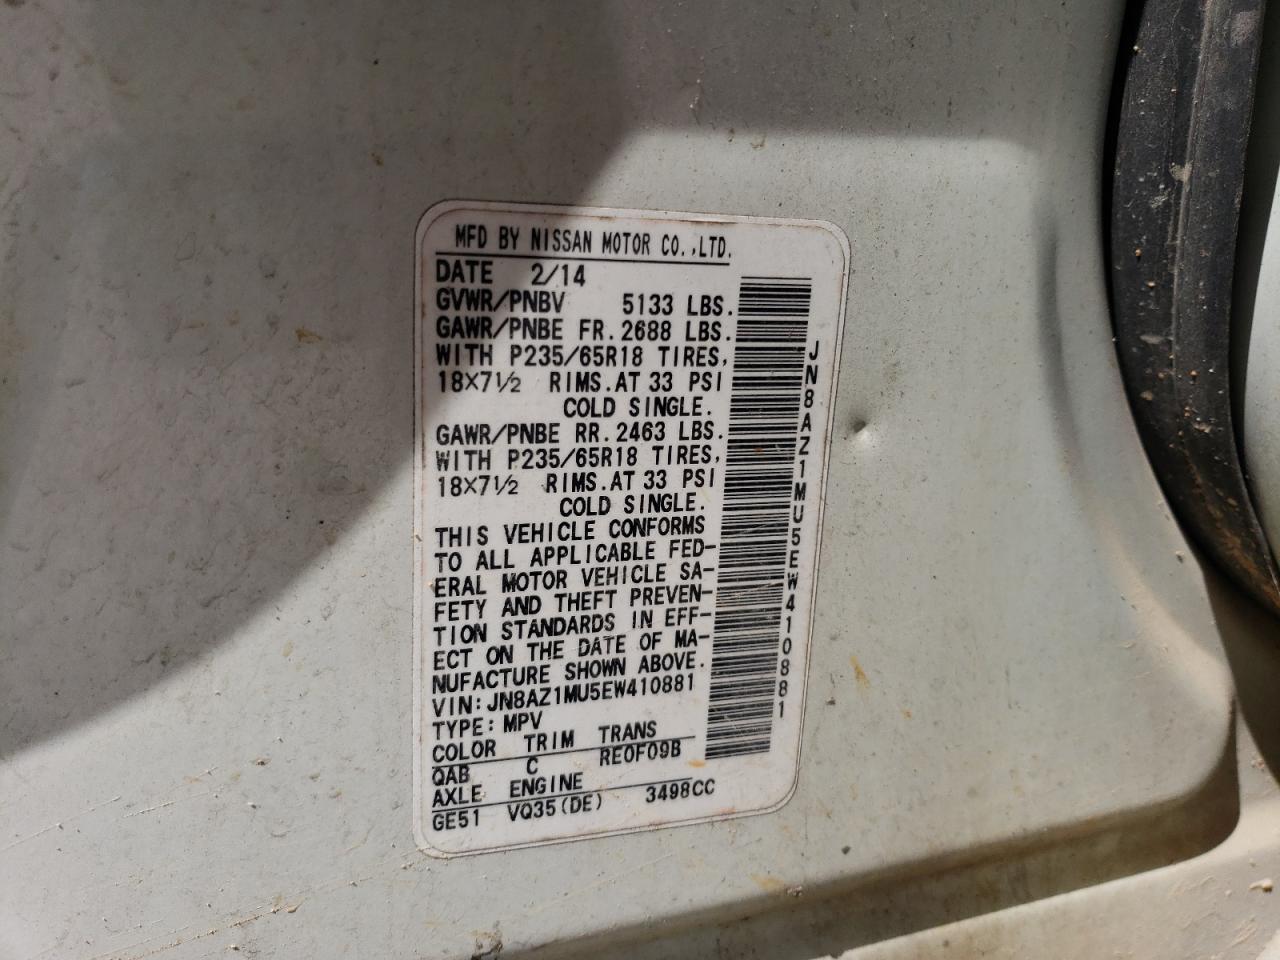 MFD BY NISSAN MOTOR CO.,LTD.
DATE 2/14
GVWR/PNBV 5133 LBS.
GAWR/PNBE FR.2688 LBS.
WITH P235/65R18 TIRES,
18×7½ RIMS.AT 33 PSI
COLD SINGLE.
GAWR/PNBE RR.2463 LBS.
WITH P235/65R18 TIRES,
18×7½ RIMS.AT 33 PSI
COLD SINGLE.
THIS VEHICLE CONFORMS
TO ALL APPLICABLE FED-
ERAL MOTOR VEHICLE SA-
FETY AND THEFT PREVEN-
TION STANDARDS IN EFF-
ECT ON THE DATE OF MA-
NUFACTURE SHOWN ABOVE.
VIN:JN8AZ1MU5EW410881
TYPE:MPV
COLOR TRIM TRANS
QAB C RE0F09B
AXLE ENGINE
GE51 VQ35(DE) 3498CC
JN8AZ1MU5EW410881